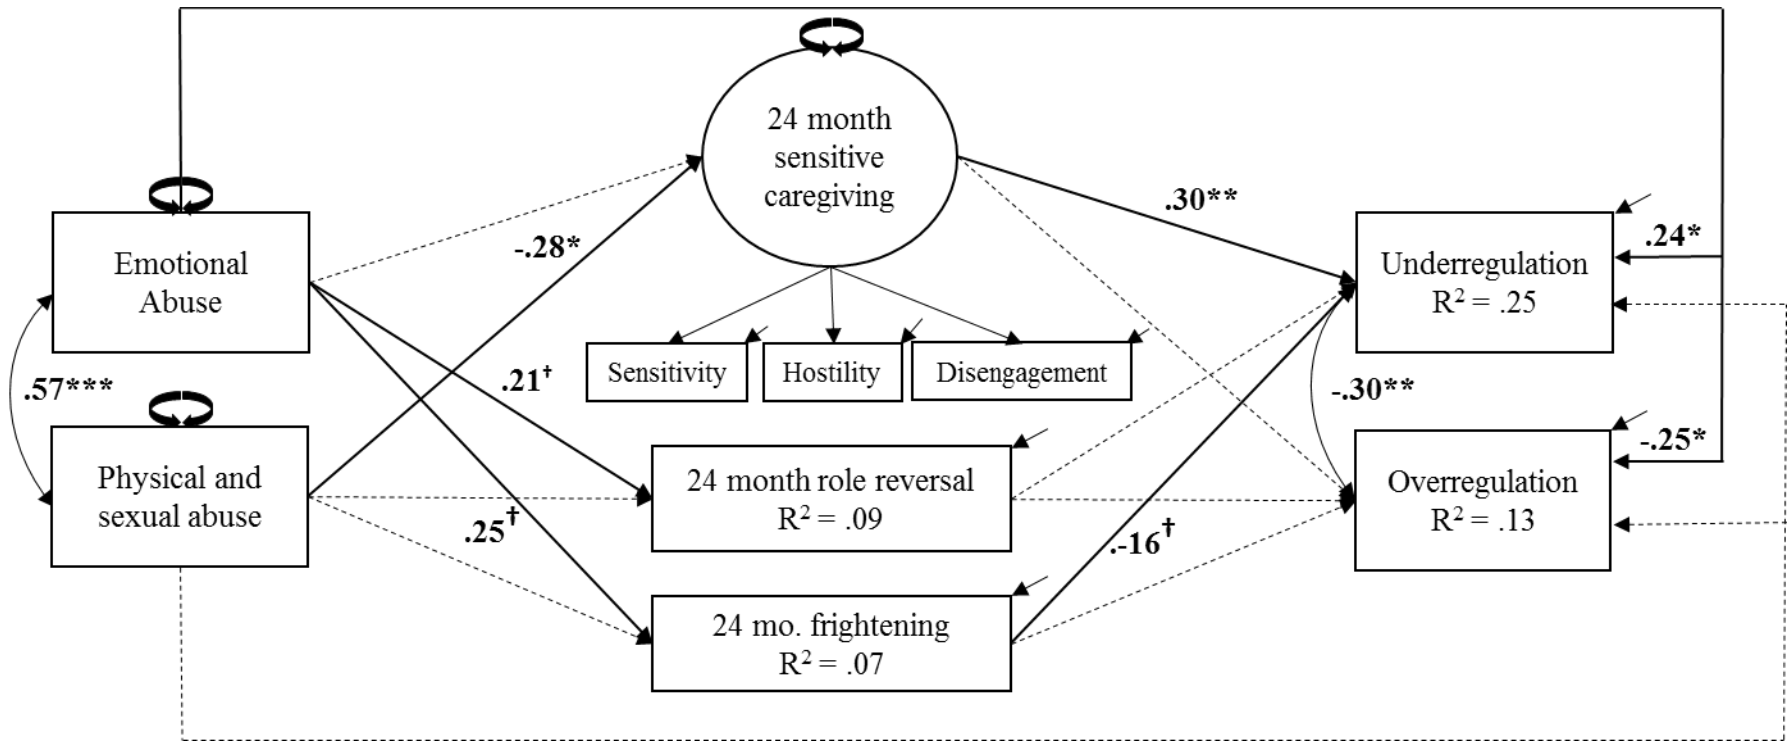 24 month
sensitive
caregiving
.30**
-.28*
Emotional
Abuse
Underregulation
R² = .25
.24*
Sensitivity
Hostility
Disengagement
.21†
.57***
-.30**
Physical and
sexual abuse
24 month role reversal
R² = .09
Overregulation
R² = .13
-.25*
.25†
.-16†
24 mo. frightening
R² = .07